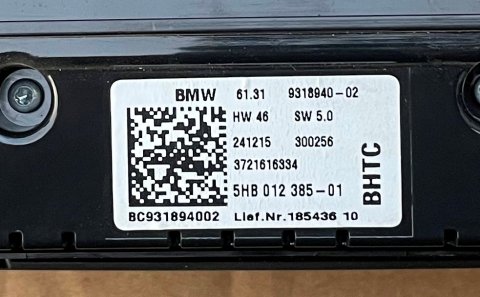 BMW 61.31 9318940-02
HW 46 SW 5.0
241215 300256
3721616334
5HB 012 385-01
BC931894002 Lief.Nr.185436 10
BHTC